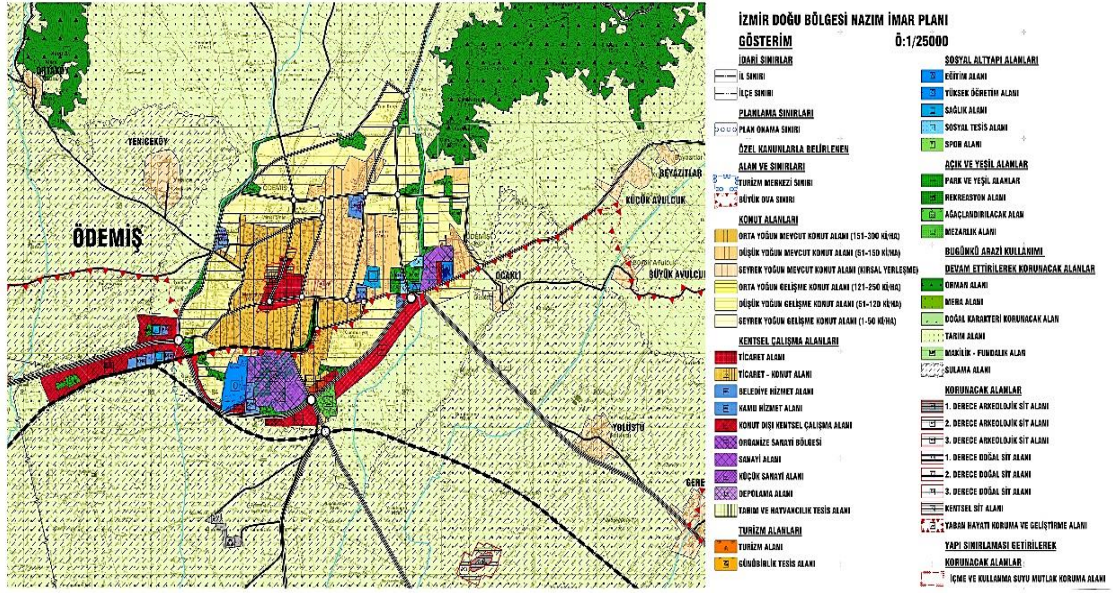 ORTAKÖY
YENİCEKÖY
ÖDEMİŞ
BEYAZITLAR
KÜÇÜK AVULCUK
BÜYÜK AVULCU
OCAKLI
YOLÜSTÜ
GERE
İZMİR DOĞU BÖLGESİ NAZIM İMAR PLANI
GÖSTERİM Ö:1/25000
İDARİ SINIRLAR
İL SINIRI
İLÇE SINIRI
PLANLAMA SINIRLARI
PLAN ONAMA SINIRI
ÖZEL KANUNLARLA BELİRLENEN
ALAN VE SINIRLARI
TURİZM MERKEZİ SINIRI
BÜYÜK OVA SINIRI
KONUT ALANLARI
ORTA YOĞUN MEVCUT KONUT ALANI (151-300 Kİ/HA)
DÜŞÜK YOĞUN MEVCUT KONUT ALANI (51-150 Kİ/HA)
SEYREK YOĞUN MEVCUT KONUT ALANI (KIRSAL YERLEŞME)
ORTA YOĞUN GELİŞME KONUT ALANI (121-250 Kİ/HA)
DÜŞÜK YOĞUN GELİŞME KONUT ALANI (51-120 Kİ/HA)
SEYREK YOĞUN GELİŞME KONUT ALANI (1-50 Kİ/HA)
KENTSEL ÇALIŞMA ALANLARI
TİCARET ALANI
TİCARET - KONUT ALANI
BELEDİYE HİZMET ALANI
KAMU HİZMET ALANI
KONUT DIŞI KENTSEL ÇALIŞMA ALANI
ORGANİZE SANAYİ BÖLGESİ
SANAYİ ALANI
KÜÇÜK SANAYİ ALANI
DEPOLAMA ALANI
TARIM VE HAYVANCILIK TESİS ALANI
TURİZM ALANLARI
TURİZM ALANI
GÜNÜBİRLİK TESİS ALANI
SOSYAL ALTYAPI ALANLARI
EĞİTİM ALANI
YÜKSEK ÖĞRETİM ALANI
SAĞLIK ALANI
SOSYAL TESİS ALANI
SPOR ALANI
AÇIK VE YEŞİL ALANLAR
PARK VE YEŞİL ALANLAR
REKREASYON ALANI
AĞAÇLANDIRILACAK ALAN
MEZARLIK ALANI
BUGÜNKÜ ARAZİ KULLANIMI
DEVAM ETTİRİLEREK KORUNACAK ALANLAR
ORMAN ALANI
MERA ALANI
DOĞAL KARAKTERİ KORUNACAK ALAN
TARIM ALANI
MAKİLİK - FUNDALIK ALAN
SULAMA ALANI
KORUNACAK ALANLAR
1. DERECE ARKEOLOJİK SİT ALANI
2. DERECE ARKEOLOJİK SİT ALANI
3. DERECE ARKEOLOJİK SİT ALANI
1. DERECE DOĞAL SİT ALANI
2. DERECE DOĞAL SİT ALANI
3. DERECE DOĞAL SİT ALANI
KENTSEL SİT ALANI
YABAN HAYATI KORUMA VE GELİŞTİRME ALANI
YAPI SINIRLAMASI GETİRİLEREK
KORUNACAK ALANLAR
İÇME VE KULLANMA SUYU MUTLAK KORUMA ALANI